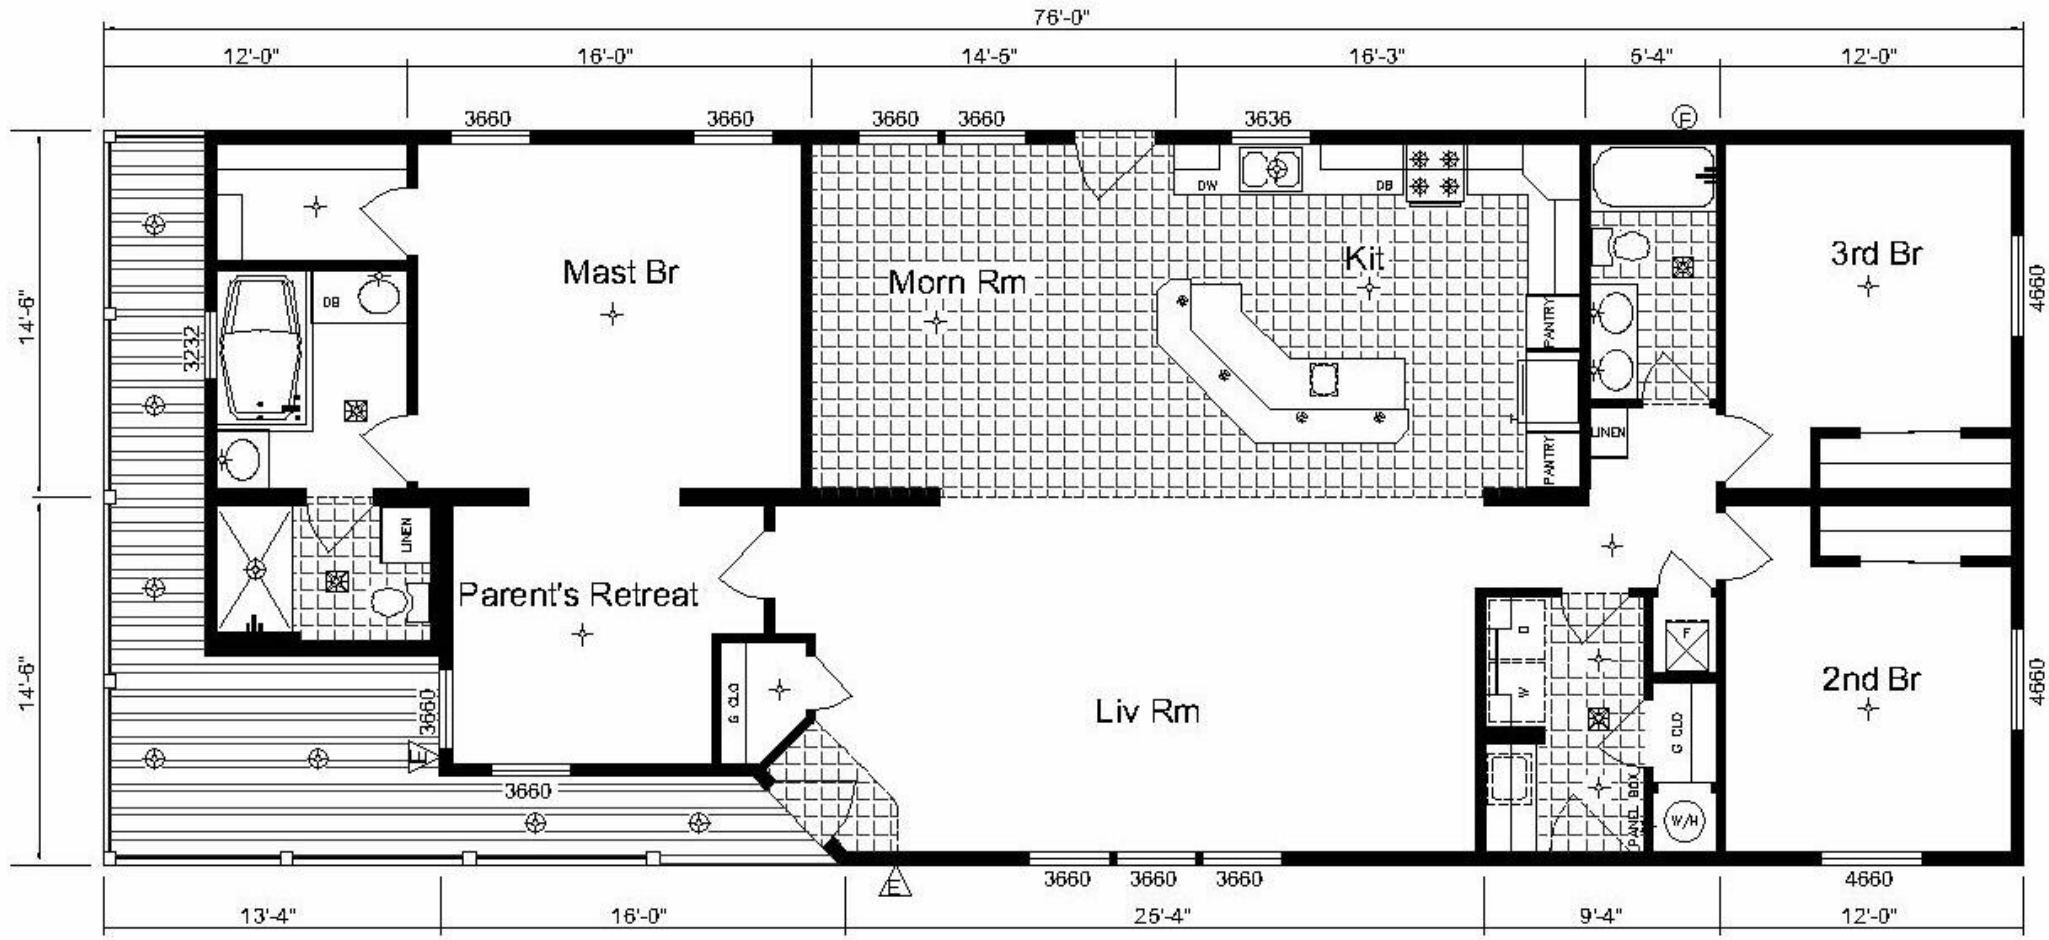 76'-0"
12'-0" 16'-0" 14'-5" 16'-3" 5'-4" 12'-0"
3660 3660 3660 3660 3636 F
DW DB
Mast Br Morn Rm Kit 3rd Br
14'-6" 3232 DB 4660
PANTRY
PANTRY LINEN
LINEN
Parent's Retreat
F
D
W
14'-6" 3660 G CLO Liv Rm G CLO 2nd Br 4660
E
3660
PANEL BOX W/H
E 3660 3660 3660 4660
13'-4" 16'-0" 25'-4" 9'-4" 12'-0"